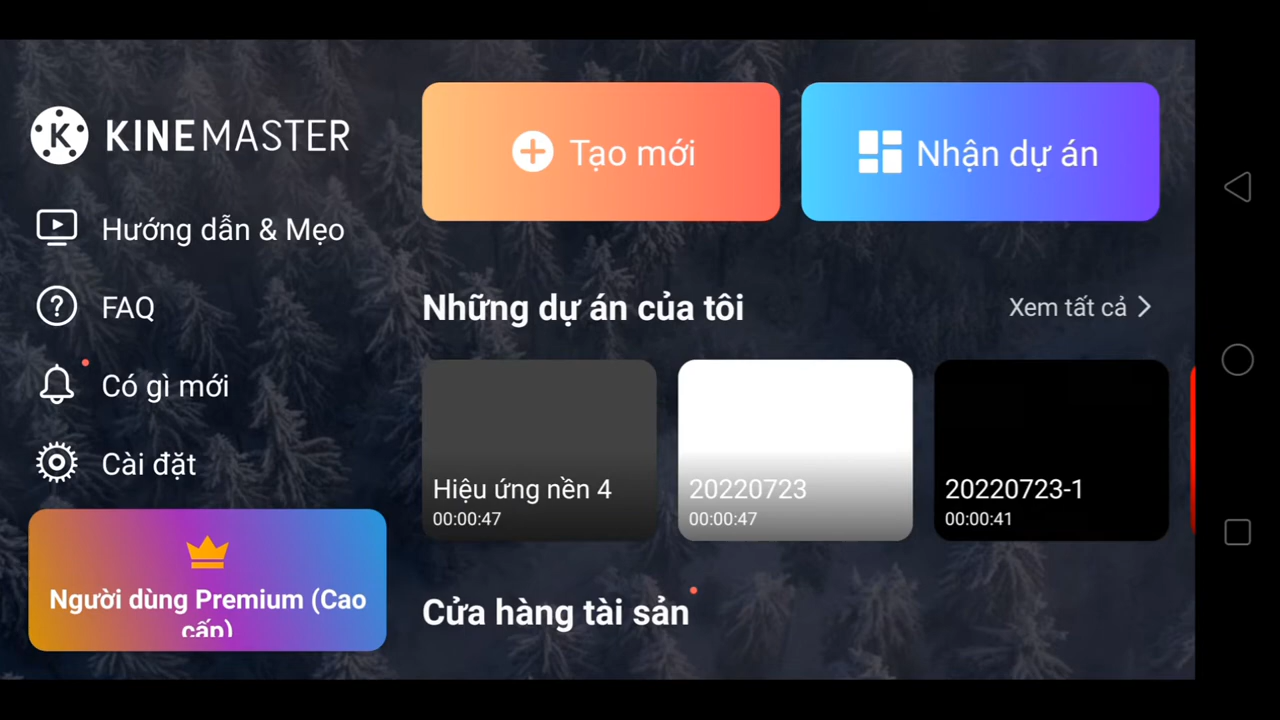 KINEMASTER
Hướng dẫn & Mẹo
FAQ
Có gì mới
Cài đặt
Người dùng Premium (Cao
cấp)
Tạo mới
Nhận dự án
Những dự án của tôi
Xem tất cả
Hiệu ứng nền 4
00:00:47
20220723
00:00:47
20220723-1
00:00:41
Cửa hàng tài sản